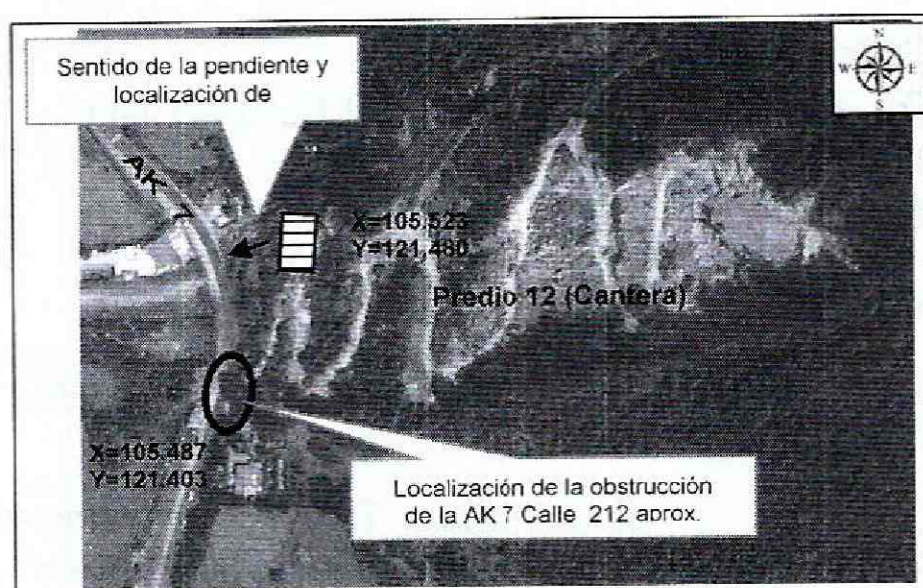 Sentido de la pendiente y
localización de
N
W E
S
AK 7
X=105.523
Y=121,480
Predio 12 (Cantera)
X=105.487
Y=121.403
Localización de la obstrucción
de la AK 7 Calle 212 aprox.